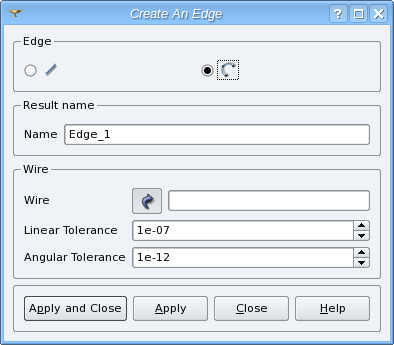 Create An Edge
Edge
Result name
Name Edge_1
Wire
Wire
Linear Tolerance 1e-07
Angular Tolerance 1e-12
Apply and Close Apply Close Help